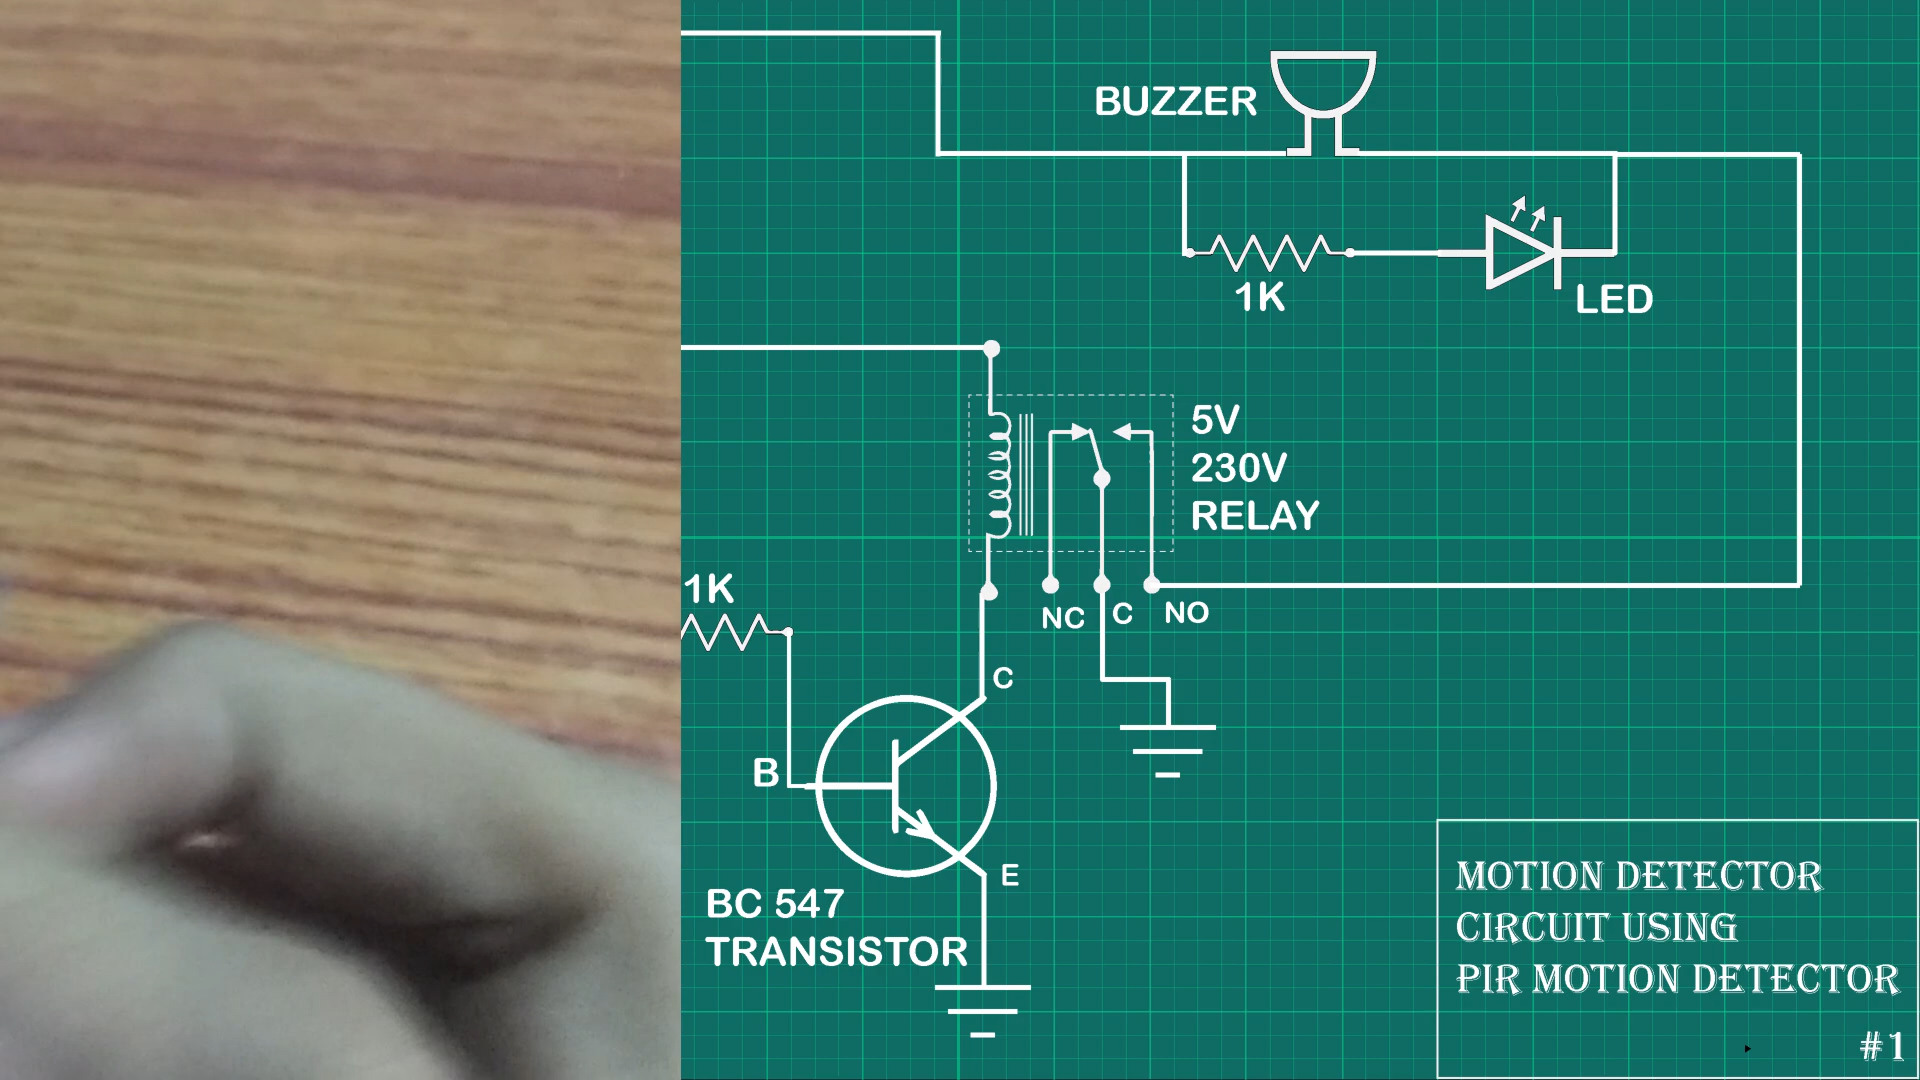 BUZZER
1K
LED
5V
230V
RELAY
1K
NC C NO
C
B
E
BC 547
TRANSISTOR
MOTION DETECTOR
CIRCUIT USING
PIR MOTION DETECTOR
#1